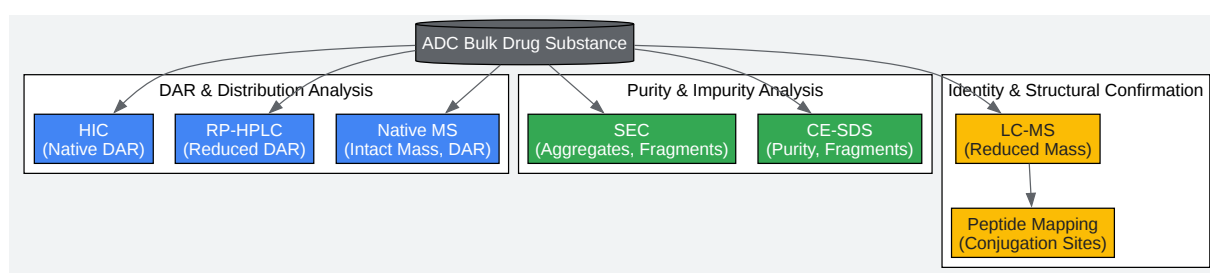 ADC Bulk Drug Substance
DAR & Distribution Analysis
HIC
(Native DAR)
RP-HPLC
(Reduced DAR)
Native MS
(Intact Mass, DAR)
Purity & Impurity Analysis
SEC
(Aggregates, Fragments)
CE-SDS
(Purity, Fragments)
Identity & Structural Confirmation
LC-MS
(Reduced Mass)
Peptide Mapping
(Conjugation Sites)